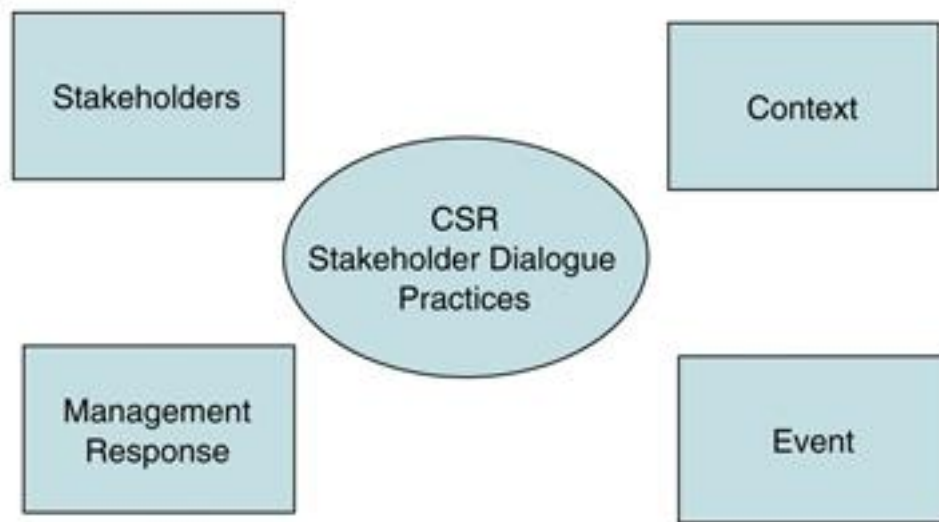 Stakeholders
Context
CSR
Stakeholder Dialogue
Practices
Management
Response
Event